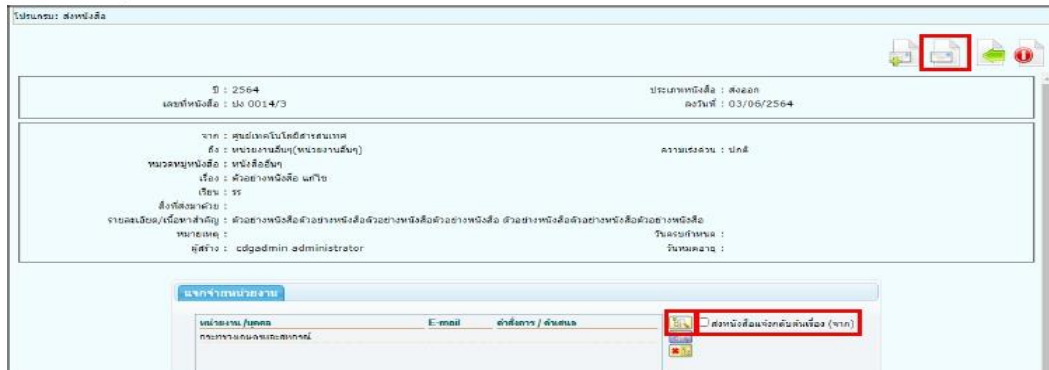 โปรแกรม: ส่งหนังสือ
ปี : 2564
ประเภทหนังสือ : ส่งออก
เลขที่หนังสือ : ปง 0014/3
ลงวันที่ : 03/06/2564
จาก : ศูนย์เทคโนโลยีสารสนเทศ
ถึง : หน่วยงานอื่นๆ(หน่วยงานอื่นๆ)
ความเร่งด่วน : ปกติ
หมวดหมู่หนังสือ : หนังสืออื่นๆ
เรื่อง : ตัวอย่างหนังสือ แก้ไข
เรียน : รร
สิ่งที่ส่งมาด้วย :
รายละเอียด/เนื้อหาสำคัญ : ตัวอย่างหนังสือตัวอย่างหนังสือตัวอย่างหนังสือตัวอย่างหนังสือ ตัวอย่างหนังสือตัวอย่างหนังสือตัวอย่างหนังสือ
หมายเหตุ :
วันครบกำหนด :
ผู้สร้าง : cdgadmin administrator
วันหมดอายุ :
แจกจ่ายหน่วยงาน
หน่วยงาน /บุคคล E-mail คำสั่งการ / คำเสนอ
ส่งหนังสือแจ้งกลับต้นเรื่อง (จาก)
กระทรวงเกษตรและสหกรณ์